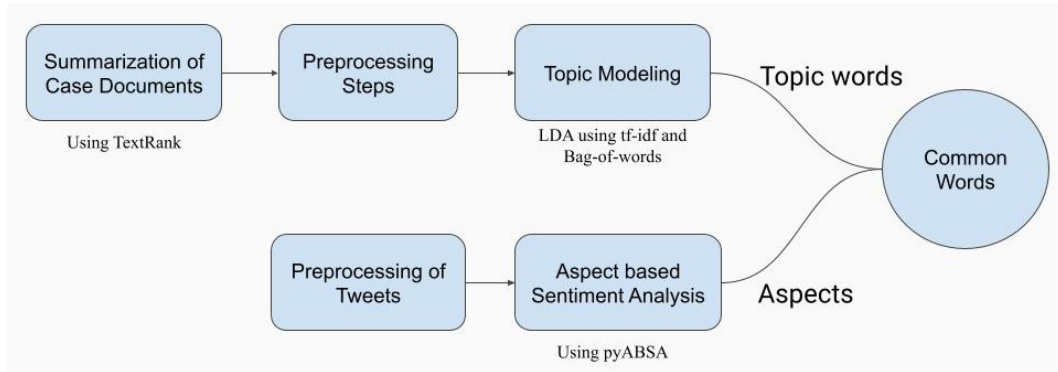 Summarization of
Case Documents
Using TextRank
Preprocessing
Steps
Topic Modeling
LDA using tf-idf and
Bag-of-words
Topic words
Common
Words
Preprocessing of
Tweets
Aspect based
Sentiment Analysis
Using pyABSA
Aspects